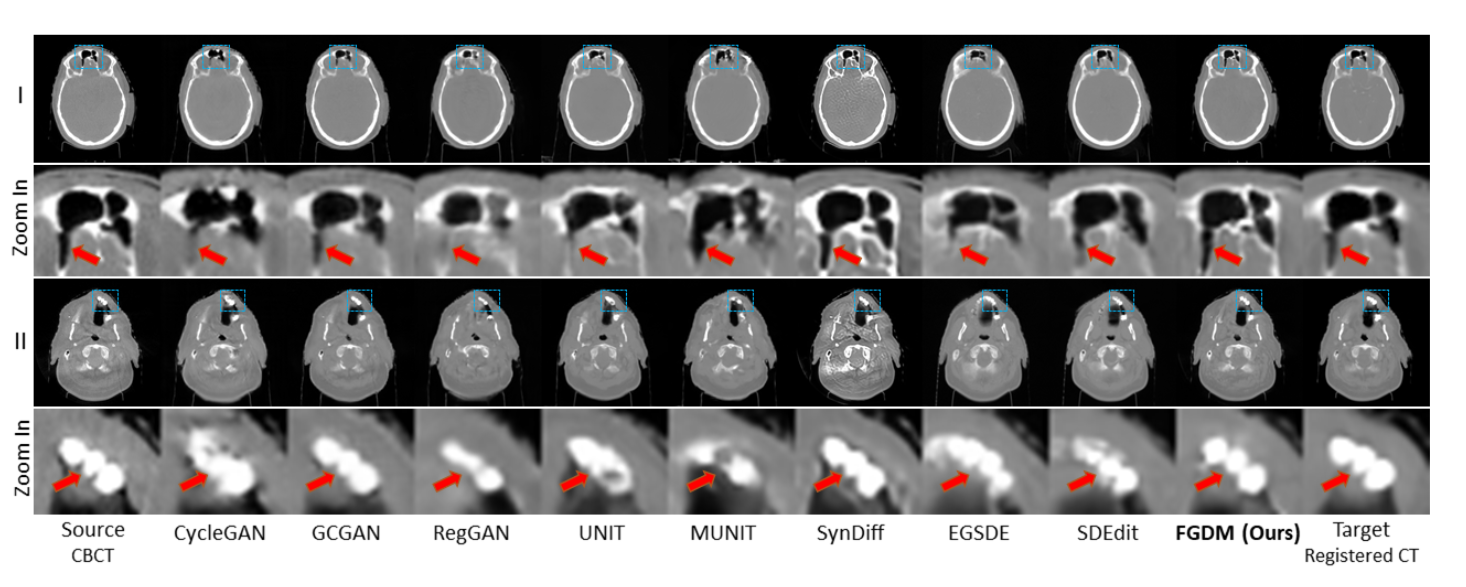 I
Zoom In
II
Zoom In
Source CBCT
CycleGAN
GCGAN
RegGAN
UNIT
MUNIT
SynDiff
EGSDE
SDEdit
FGDM (Ours)
Target
Registered CT